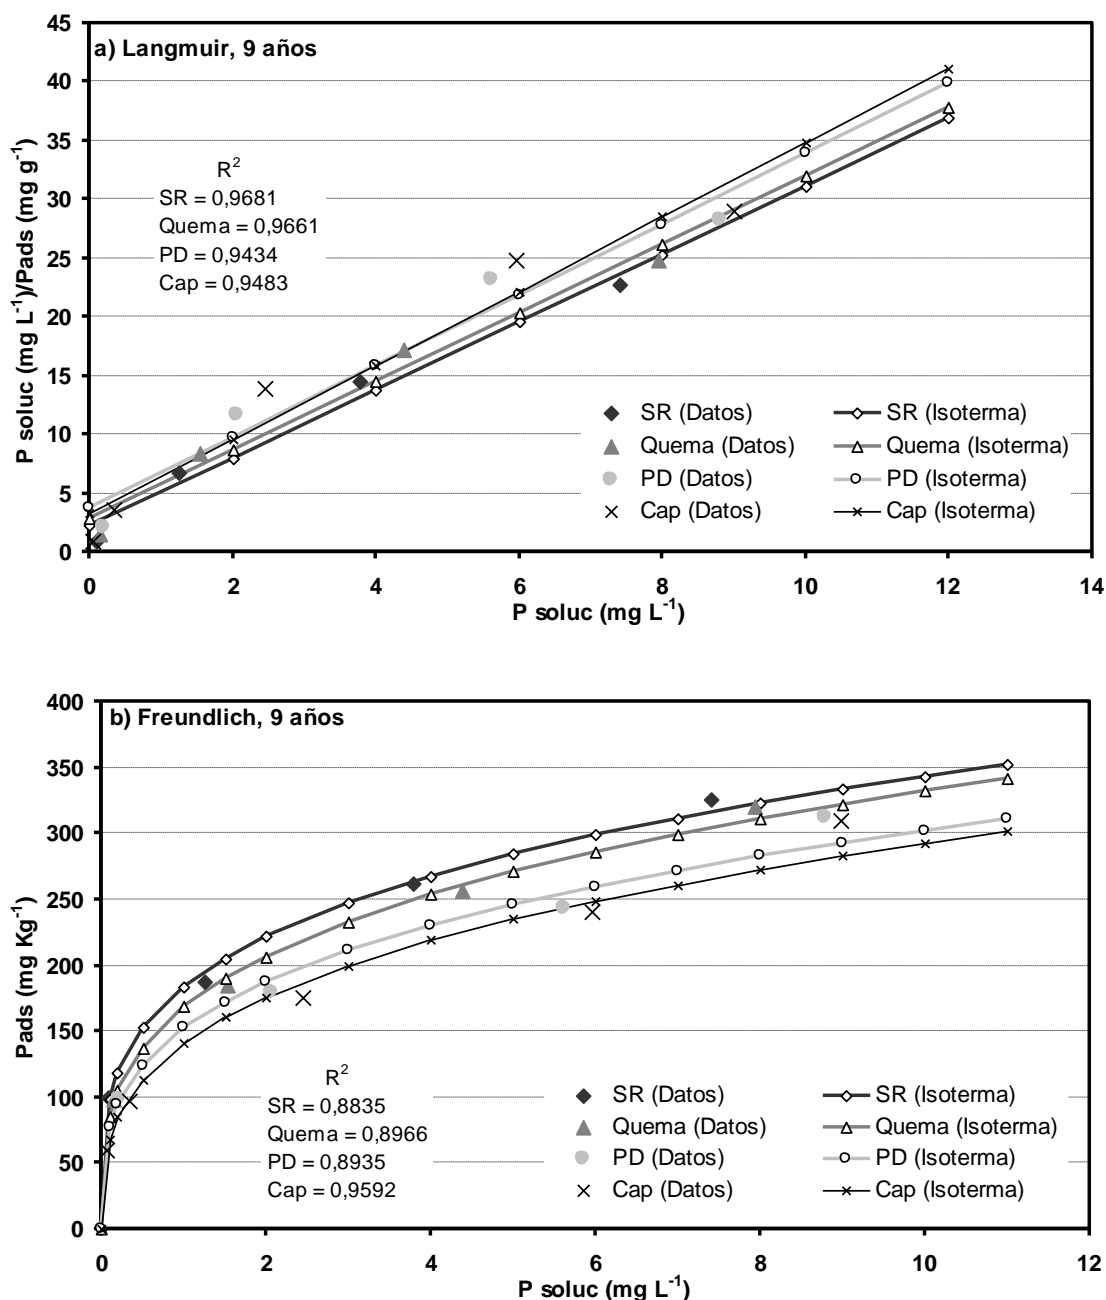 a) Langmuir, 9 años
P soluc (mg L⁻¹)/Pads (mg g⁻¹)
45
40
35
30
25
20
15
10
5
0
R²
SR = 0,9681
Quema = 0,9661
PD = 0,9434
Cap = 0,9483
SR (Datos) SR (Isoterma)
Quema (Datos) Quema (Isoterma)
PD (Datos) PD (Isoterma)
Cap (Datos) Cap (Isoterma)
0 2 4 6 8 10 12 14
P soluc (mg L⁻¹)
b) Freundlich, 9 años
Pads (mg Kg⁻¹)
400
350
300
250
200
150
100
50
0
R²
SR = 0,8835
Quema = 0,8966
PD = 0,8935
Cap = 0,9592
SR (Datos) SR (Isoterma)
Quema (Datos) Quema (Isoterma)
PD (Datos) PD (Isoterma)
Cap (Datos) Cap (Isoterma)
0 2 4 6 8 10 12
P soluc (mg L⁻¹)